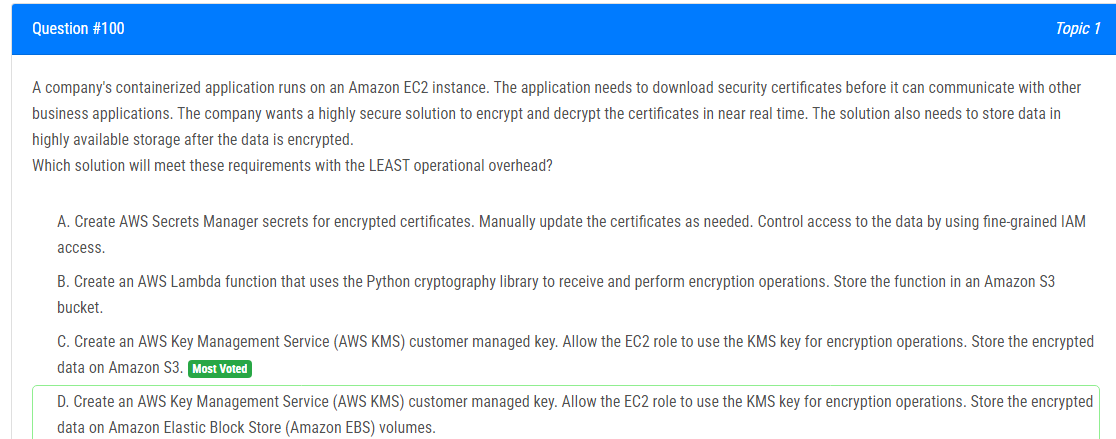 Question #100
Topic 1
A company's containerized application runs on an Amazon EC2 instance. The application needs to download security certificates before it can communicate with other
business applications. The company wants a highly secure solution to encrypt and decrypt the certificates in near real time. The solution also needs to store data in
highly available storage after the data is encrypted.
Which solution will meet these requirements with the LEAST operational overhead?
A. Create AWS Secrets Manager secrets for encrypted certificates. Manually update the certificates as needed. Control access to the data by using fine-grained IAM
access.
B. Create an AWS Lambda function that uses the Python cryptography library to receive and perform encryption operations. Store the function in an Amazon S3
bucket.
C. Create an AWS Key Management Service (AWS KMS) customer managed key. Allow the EC2 role to use the KMS key for encryption operations. Store the encrypted
data on Amazon S3. Most Voted
D. Create an AWS Key Management Service (AWS KMS) customer managed key. Allow the EC2 role to use the KMS key for encryption operations. Store the encrypted
data on Amazon Elastic Block Store (Amazon EBS) volumes.